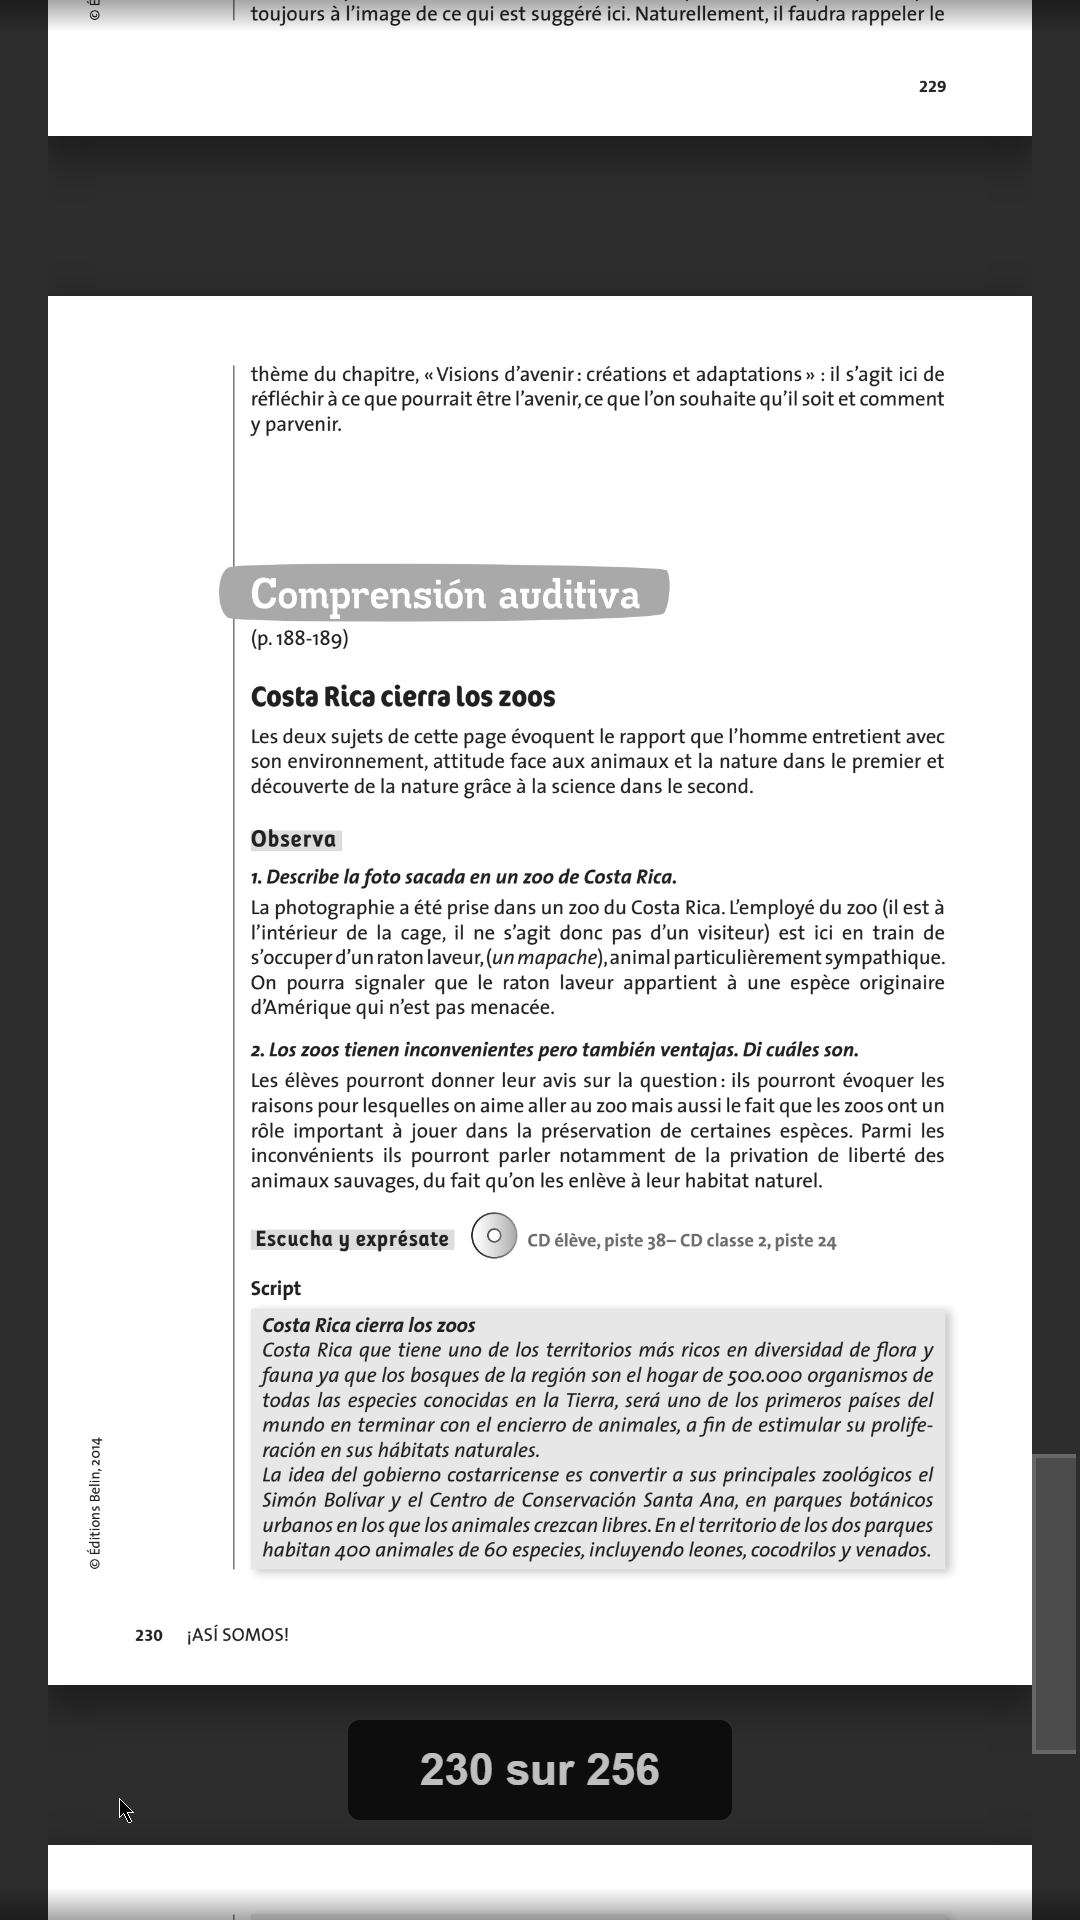 toujours à l'image de ce qui est suggéré ici. Naturellement, il faudra rappeler le
229
thème du chapitre, « Visions d'avenir : créations et adaptations » : il s'agit ici de
réfléchir à ce que pourrait être l'avenir, ce que l'on souhaite qu'il soit et comment
y parvenir.
Comprensión auditiva
(p. 188-189)
Costa Rica cierra los zoos
Les deux sujets de cette page évoquent le rapport que l'homme entretient avec
son environnement, attitude face aux animaux et la nature dans le premier et
découverte de la nature grâce à la science dans le second.
Observa
1. Describe la foto sacada en un zoo de Costa Rica.
La photographie a été prise dans un zoo du Costa Rica. L'employé du zoo (il est à
l'intérieur de la cage, il ne s'agit donc pas d'un visiteur) est ici en train de
s'occuper d'un raton laveur, (un mapache), animal particulièrement sympathique.
On pourra signaler que le raton laveur appartient à une espèce originaire
d'Amérique qui n'est pas menacée.
2. Los zoos tienen inconvenientes pero también ventajas. Di cuáles son.
Les élèves pourront donner leur avis sur la question : ils pourront évoquer les
raisons pour lesquelles on aime aller au zoo mais aussi le fait que les zoos ont un
rôle important à jouer dans la préservation de certaines espèces. Parmi les
inconvénients ils pourront parler notamment de la privation de liberté des
animaux sauvages, du fait qu'on les enlève à leur habitat naturel.
Escucha y exprésate CD élève, piste 38– CD classe 2, piste 24
Script
Costa Rica cierra los zoos
Costa Rica que tiene uno de los territorios más ricos en diversidad de flora y
fauna ya que los bosques de la región son el hogar de 500.000 organismos de
todas las especies conocidas en la Tierra, será uno de los primeros países del
mundo en terminar con el encierro de animales, a fin de estimular su prolife-
ración en sus hábitats naturales.
La idea del gobierno costarricense es convertir a sus principales zoológicos el
Simón Bolívar y el Centro de Conservación Santa Ana, en parques botánicos
urbanos en los que los animales crezcan libres. En el territorio de los dos parques
habitan 400 animales de 60 especies, incluyendo leones, cocodrilos y venados.
© Éditions Belin, 2014
230 ¡ASÍ SOMOS!
230 sur 256